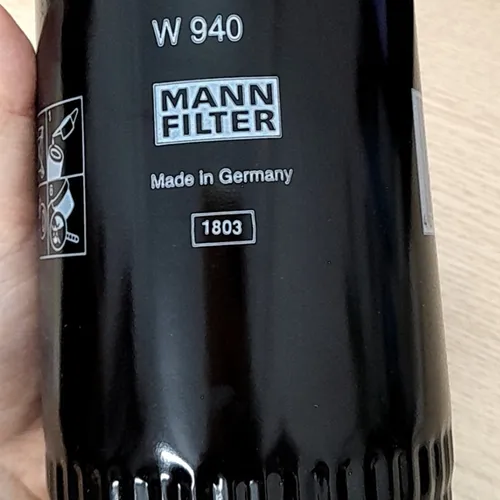 W 940
MANN
FILTER
Made in Germany
1803